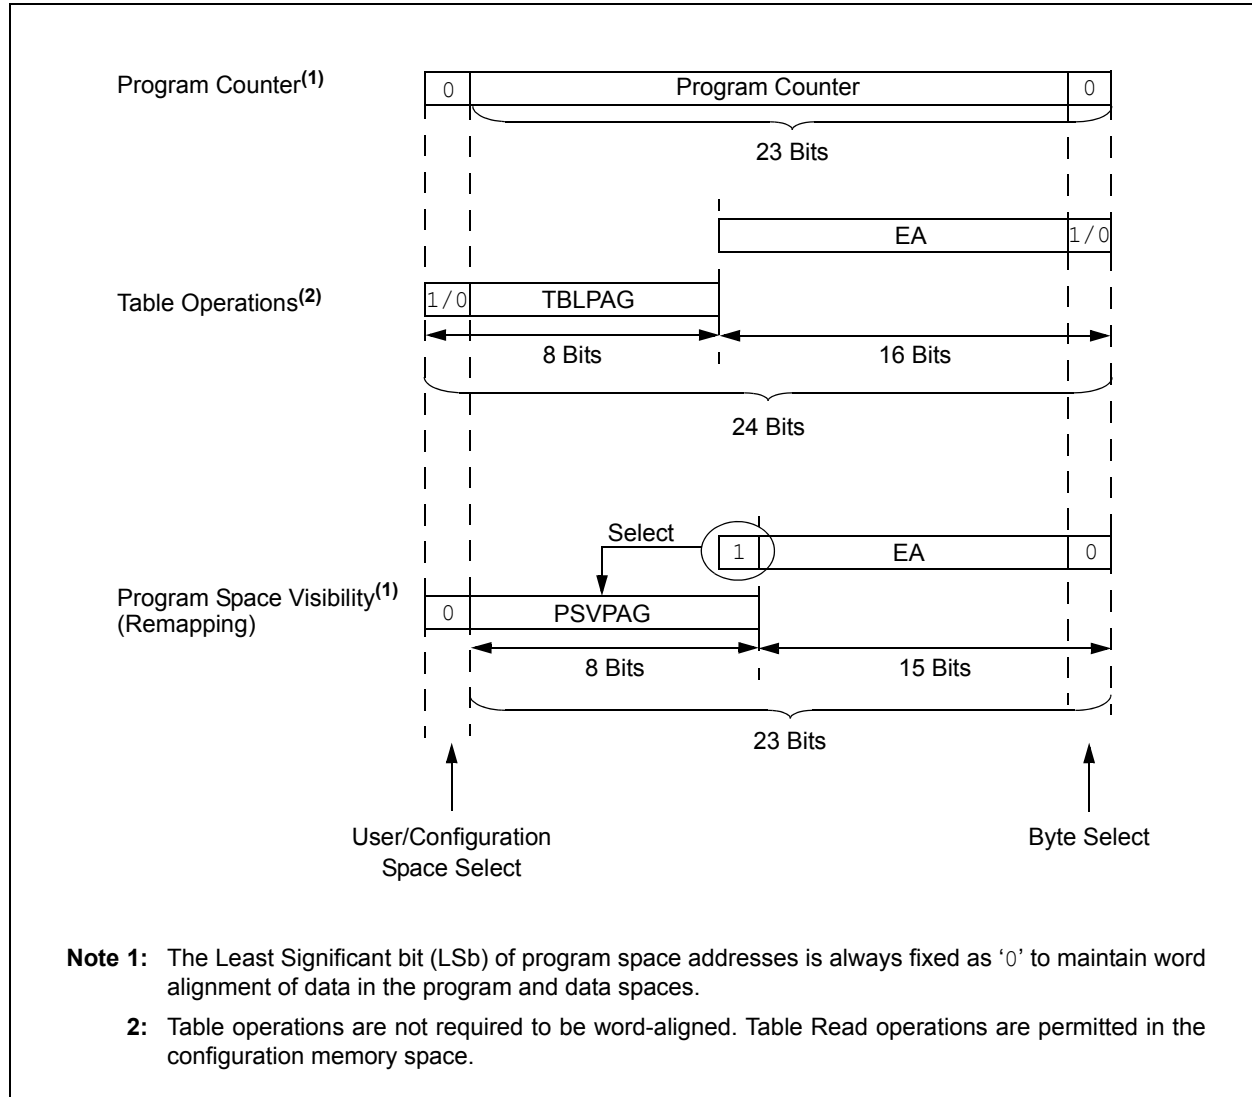 Program Counter(1)
0
Program Counter
0
23 Bits
EA
1/0
Table Operations(2)
1/0
TBLPAG
8 Bits
16 Bits
24 Bits
Select
1
EA
0
Program Space Visibility(1)
(Remapping)
0
PSVPAG
8 Bits
15 Bits
23 Bits
User/Configuration
Space Select
Byte Select
Note 1: The Least Significant bit (LSb) of program space addresses is always fixed as ‘0’ to maintain word
alignment of data in the program and data spaces.
2: Table operations are not required to be word-aligned. Table Read operations are permitted in the
configuration memory space.